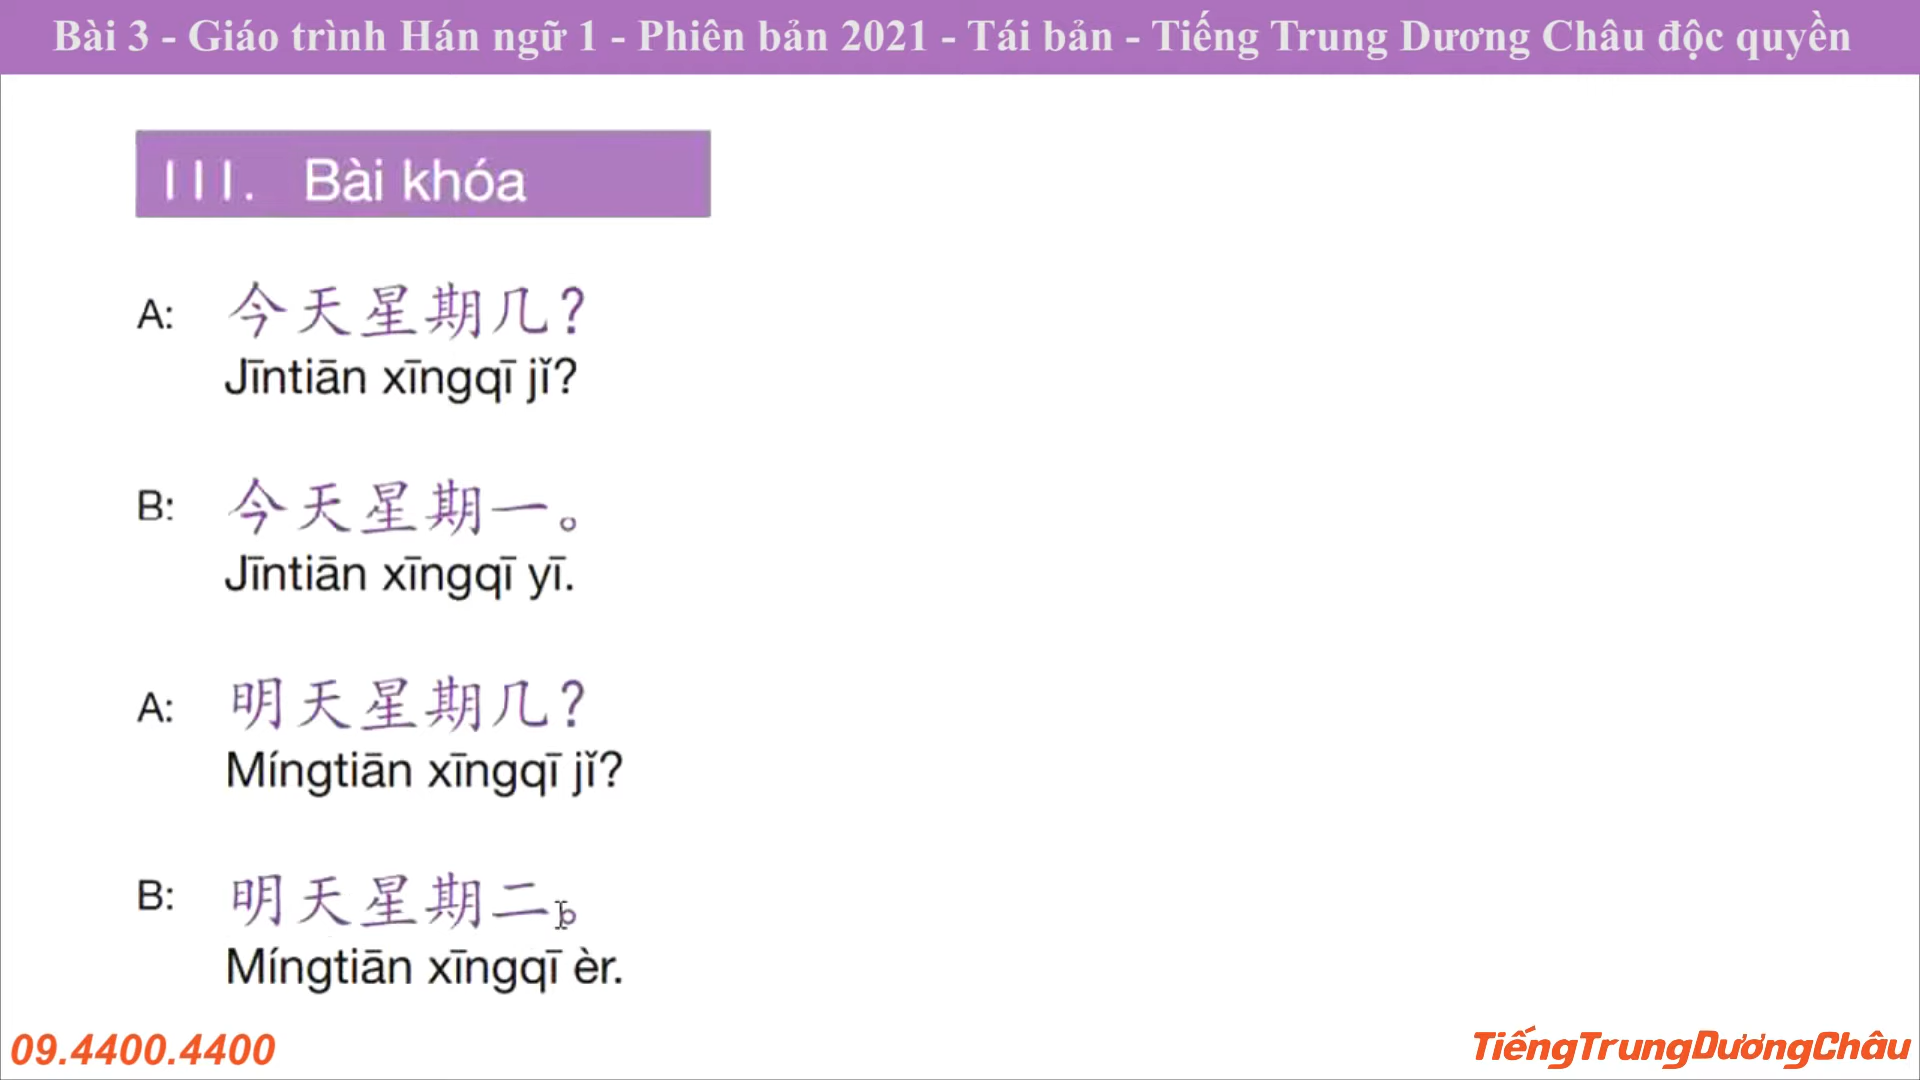 Bài 3 - Giáo trình Hán ngữ 1 - Phiên bản 2021 - Tái bản - Tiếng Trung Dương Châu độc quyền
III. Bài khóa
A: 今天星期几？
Jīntiān xīngqī jǐ?
B: 今天星期一。
Jīntiān xīngqī yī.
A: 明天星期几？
Míngtiān xīngqī jǐ?
B: 明天星期二。
Míngtiān xīngqī èr.
09.4400.4400
TiếngTrungDươngChâu